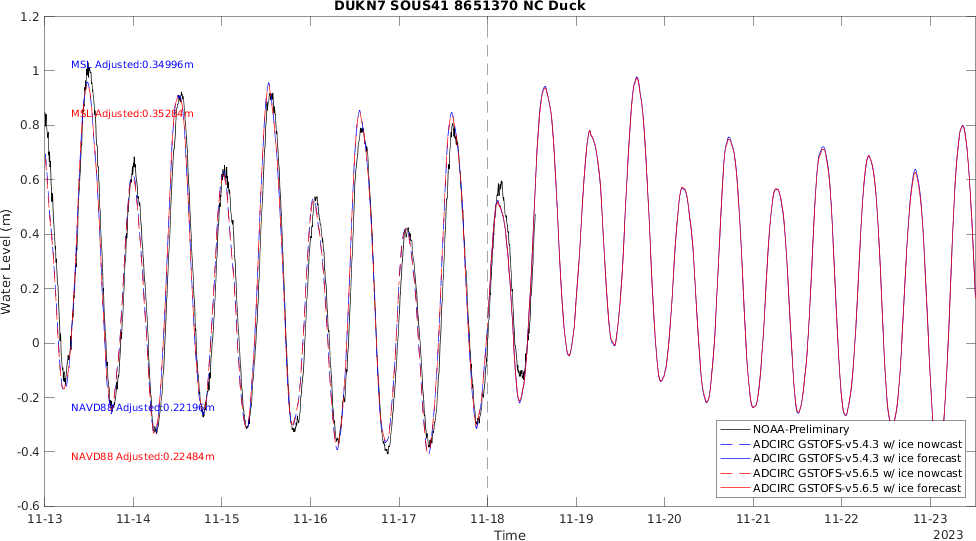 DUKN7 SOUS41 8651370 NC Duck
1.2
1
0.8
0.6
0.4
0.2
0
-0.2
-0.4
-0.6
Water Level (m)
MSL Adjusted:0.34996m
MSL Adjusted:0.35284m
NAVD88 Adjusted:0.22196m
NAVD88 Adjusted:0.22484m
NOAA-Preliminary
ADCIRC GSTOFS-v5.4.3 w/ ice nowcast
ADCIRC GSTOFS-v5.4.3 w/ ice forecast
ADCIRC GSTOFS-v5.6.5 w/ ice nowcast
ADCIRC GSTOFS-v5.6.5 w/ ice forecast
11-13 11-14 11-15 11-16 11-17 11-18 11-19 11-20 11-21 11-22 11-23
Time
2023